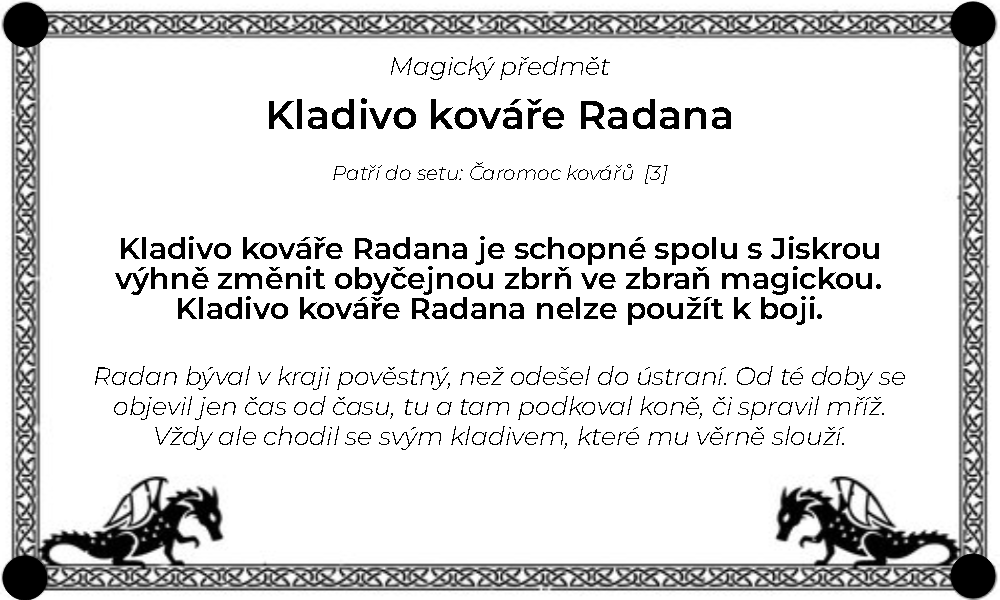 Magický předmět
Kladivo kováře Radana
Patří do setu: Čaromoc kovářů [3]
Kladivo kováře Radana je schopné spolu s Jiskrou
výhně změnit obyčejnou zbrň ve zbraň magickou.
Kladivo kováře Radana nelze použít k boji.
Radan býval v kraji pověstný, než odešel do ústraní. Od té doby se
objevil jen čas od času, tu a tam podkoval koně, či spravil mříž.
Vždy ale chodil se svým kladivem, které mu věrně slouží.